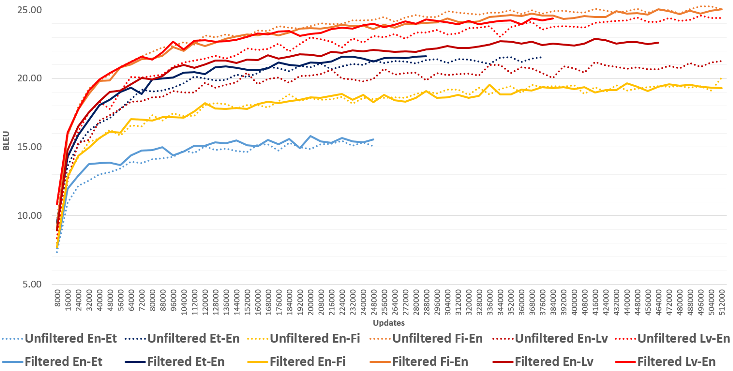 25.00
20.00
15.00
10.00
5.00
BLEU
8000 16000 24000 32000 40000 48000 56000 64000 72000 80000 88000 96000 104000 112000 120000 128000 136000 144000 152000 160000 168000 176000 184000 192000 200000 208000 216000 224000 232000 240000 248000 256000 264000 272000 280000 288000 296000 304000 312000 320000 328000 336000 344000 352000 360000 368000 376000 384000 392000 400000 408000 416000 424000 432000 440000 448000 456000 464000 472000 480000 488000 496000 504000 512000
Updates
Unfiltered En-Et Unfiltered Et-En Unfiltered En-Fi Unfiltered Fi-En Unfiltered En-Lv Unfiltered Lv-En
Filtered En-Et Filtered Et-En Filtered En-Fi Filtered Fi-En Filtered En-Lv Filtered Lv-En